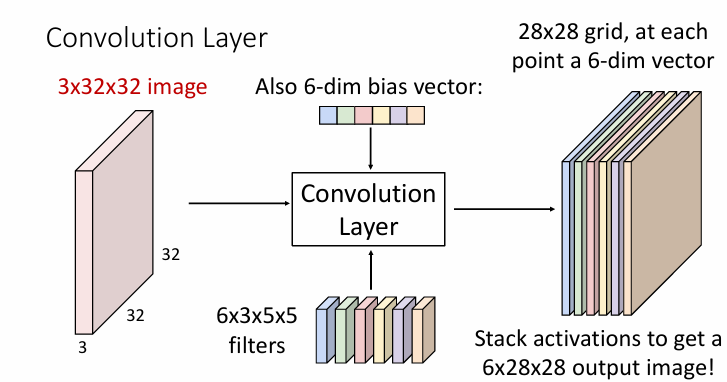 Convolution Layer
3x32x32 image
Also 6-dim bias vector:
28x28 grid, at each
point a 6-dim vector
Convolution
Layer
32
32
3
6x3x5x5
filters
Stack activations to get a
6x28x28 output image!